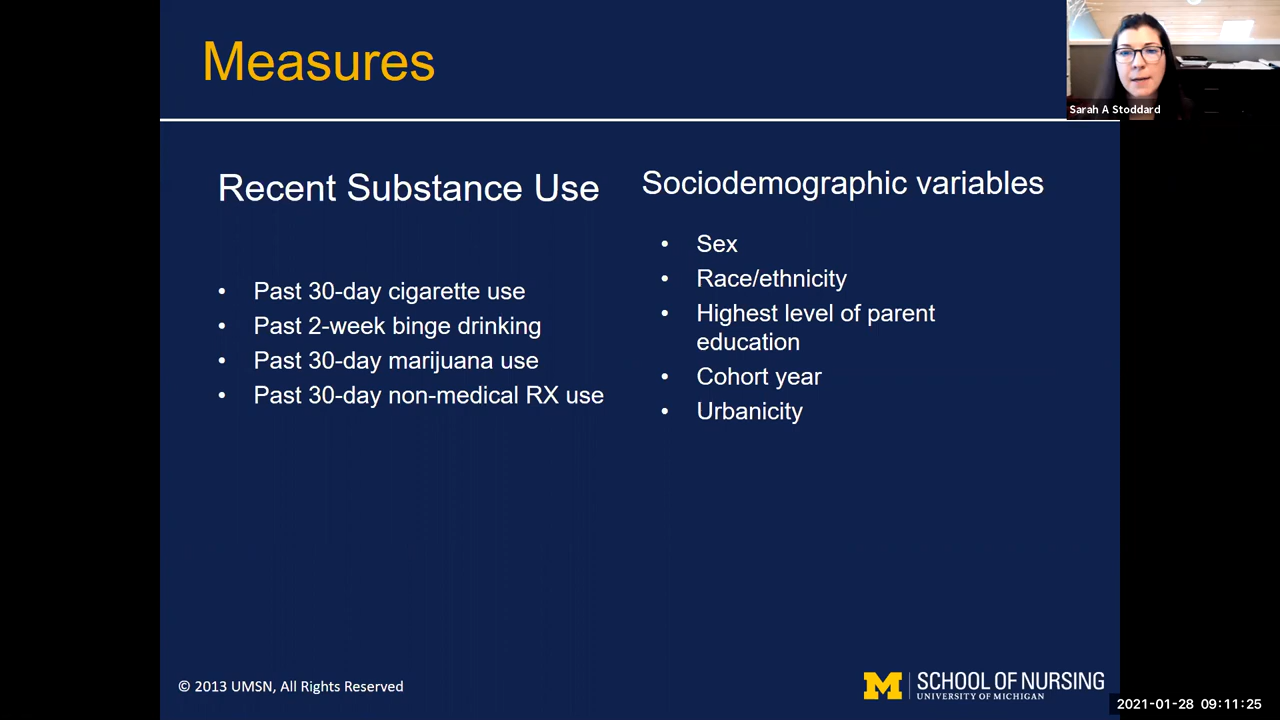 Measures
Sarah A Stoddard
Recent Substance Use
• Past 30-day cigarette use
• Past 2-week binge drinking
• Past 30-day marijuana use
• Past 30-day non-medical RX use
Sociodemographic variables
• Sex
• Race/ethnicity
• Highest level of parent
education
• Cohort year
• Urbanicity
© 2013 UMSN, All Rights Reserved
M SCHOOL OF NURSING
UNIVERSITY OF MICHIGAN
2021-01-28 09:11:25